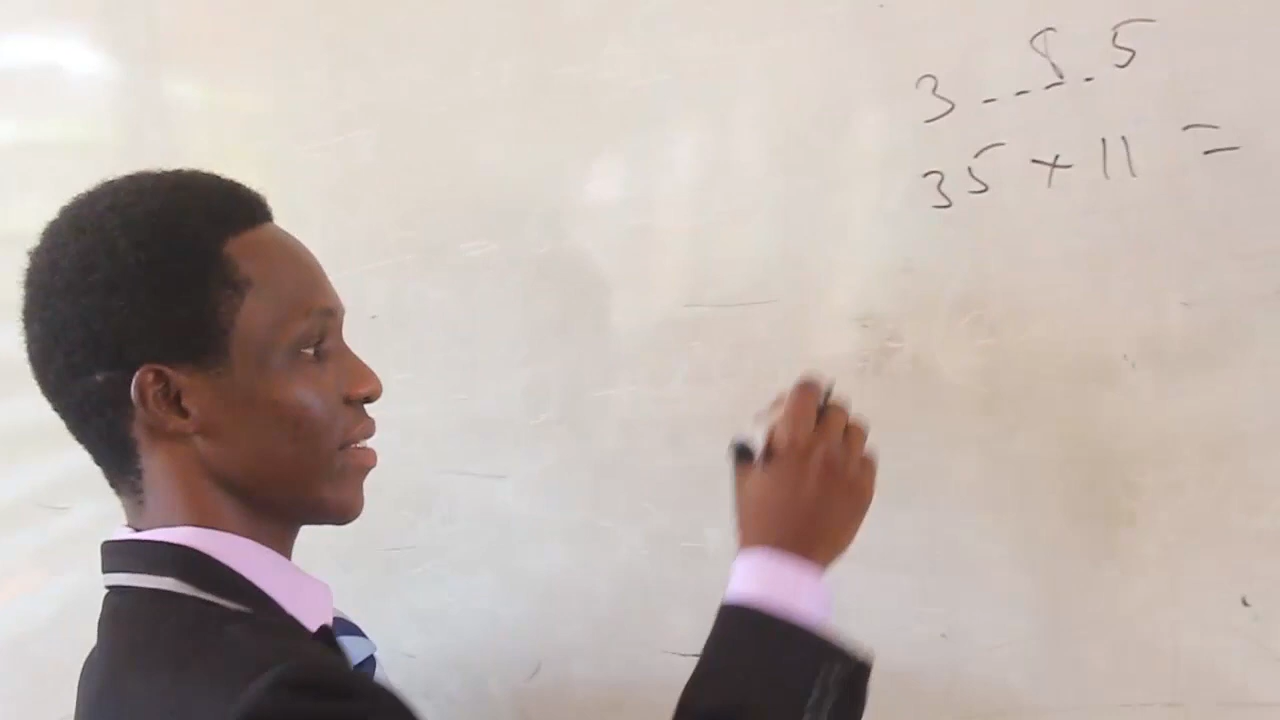 3 - - 8 - - 5
35 × 11 =